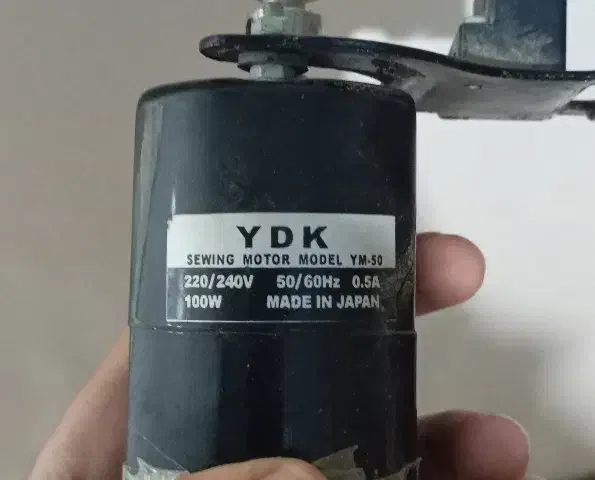 YDK
SEWING MOTOR MODEL YM-50
220/240V 50/60Hz 0.5A
100W MADE IN JAPAN